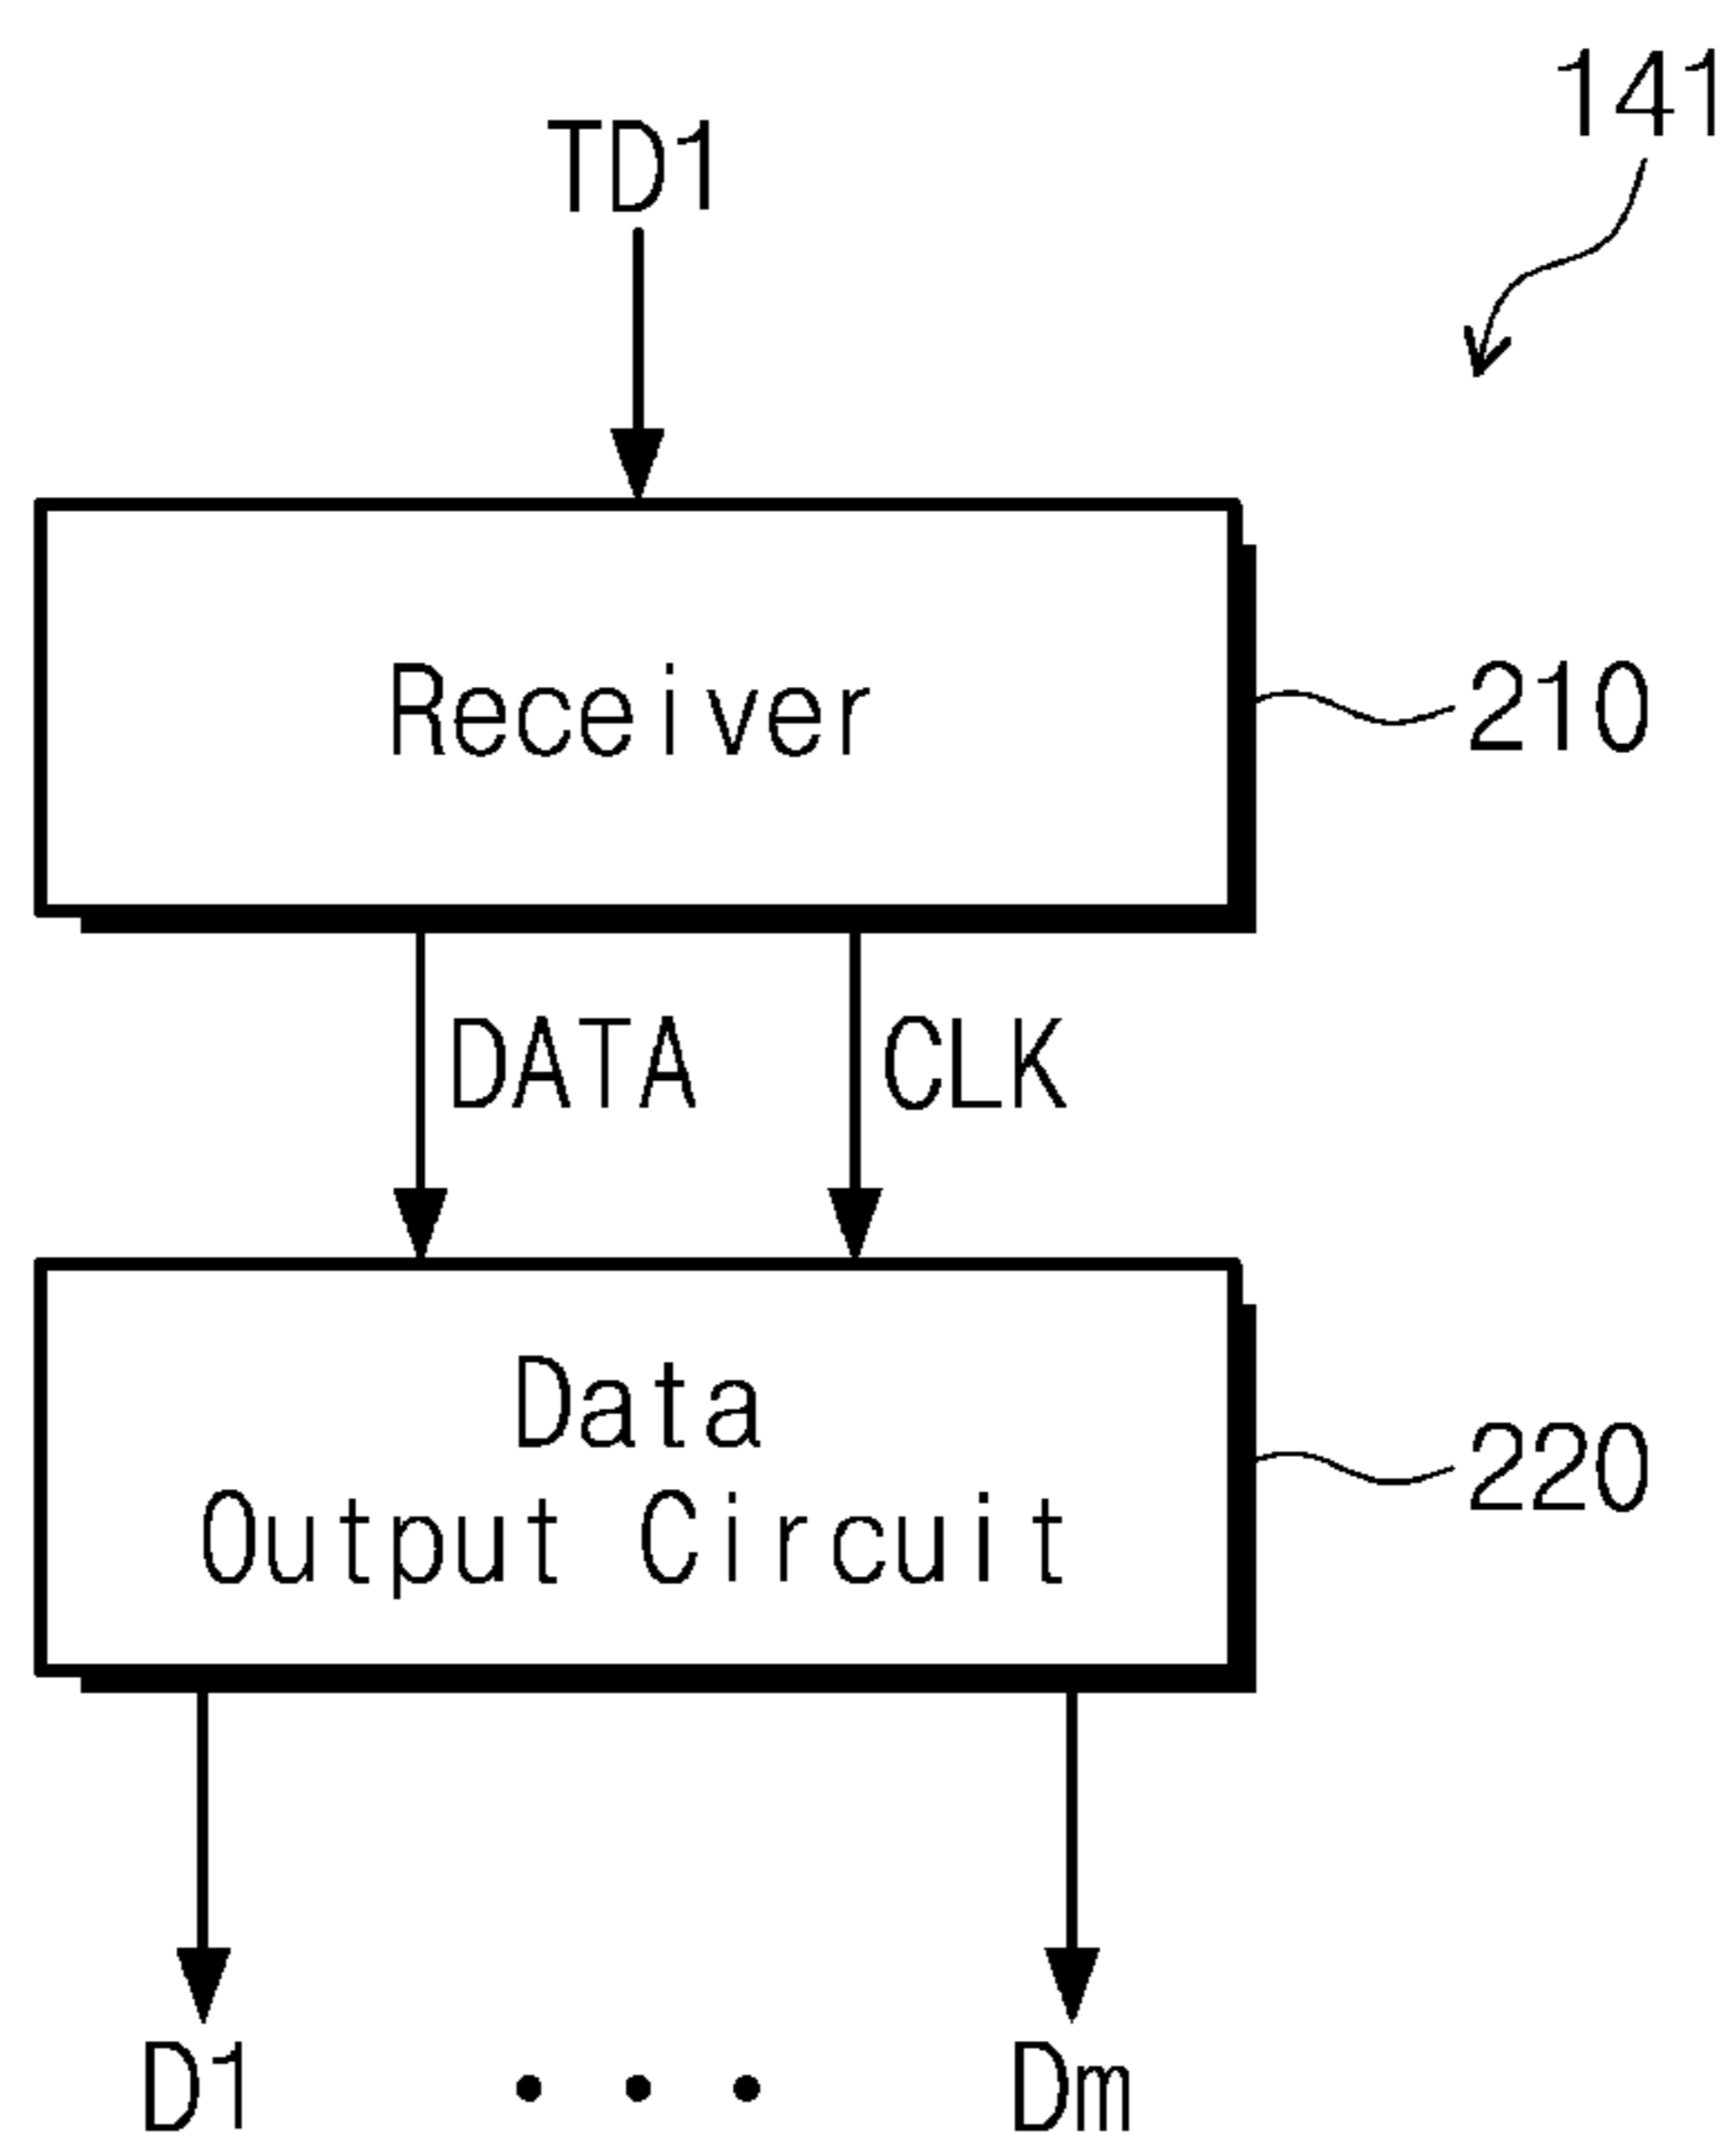 141
TD1
Receiver
210
DATA CLK
Data
Output Circuit
220
D1 • • • Dm